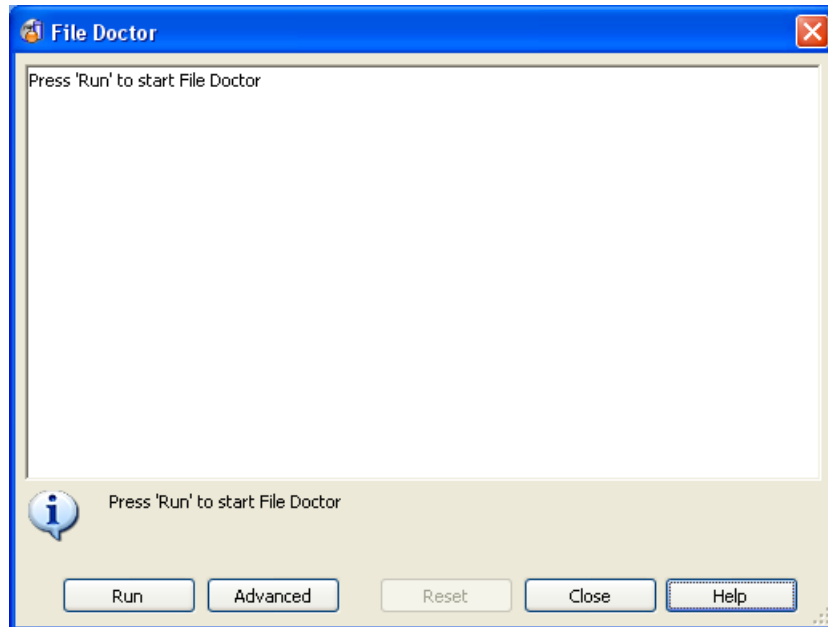 File Doctor
Press 'Run' to start File Doctor
Press 'Run' to start File Doctor
Run Advanced Reset Close Help